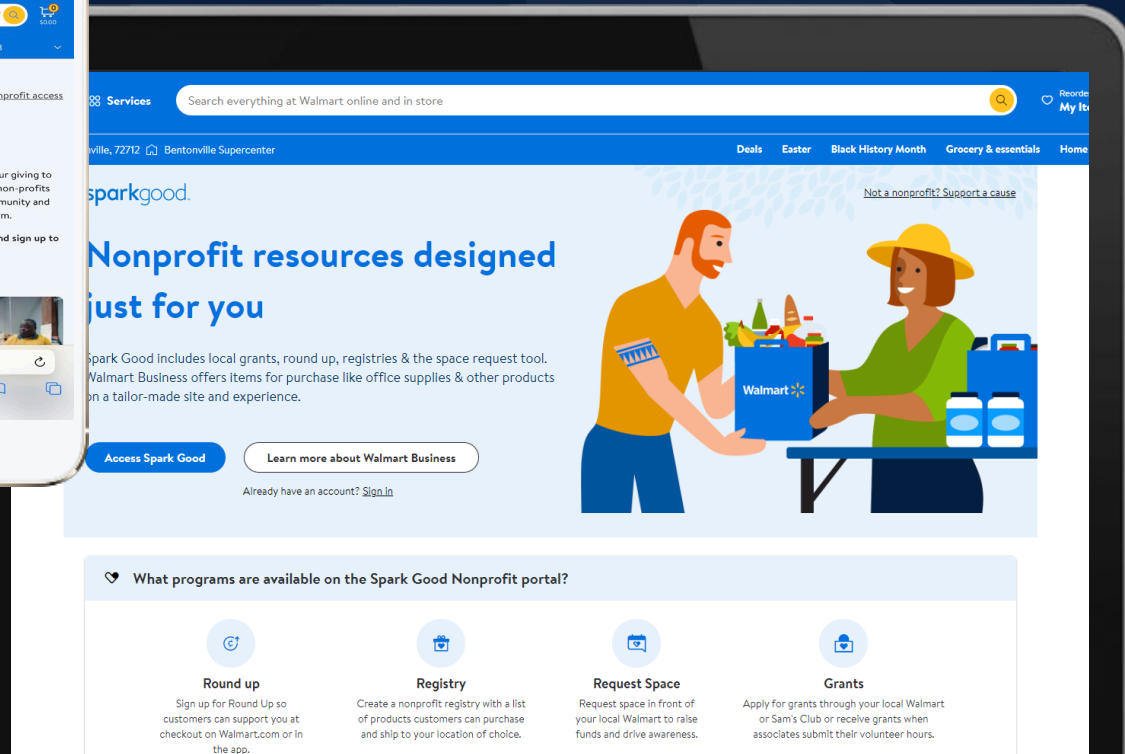 $0.00
nprofit access
Services
Search everything at Walmart online and in store
My
ville, 72712
Bentonville Supercenter
Deals
Easter
Black History Month
Grocery & essentials
Home
ur giving to
non-profits
munity and
m.
nd sign up to
sparkgood.
Not a nonprofit? Support a cause
Nonprofit resources designed
just for you
Spark Good includes local grants, round up, registries & the space request tool.
Walmart Business offers items for purchase like office supplies & other products
on a tailor-made site and experience.
Walmart
Access Spark Good
Learn more about Walmart Business
Already have an account? Sign in
What programs are available on the Spark Good Nonprofit portal?
Round up
Sign up for Round Up so
customers can support you at
checkout on Walmart.com or in
the app.
Registry
Create a nonprofit registry with a list
of products customers can purchase
and ship to your location of choice.
Request Space
Request space in front of
your local Walmart to raise
funds and drive awareness.
Grants
Apply for grants through your local Walmart
or Sam's Club or receive grants when
associates submit their volunteer hours.